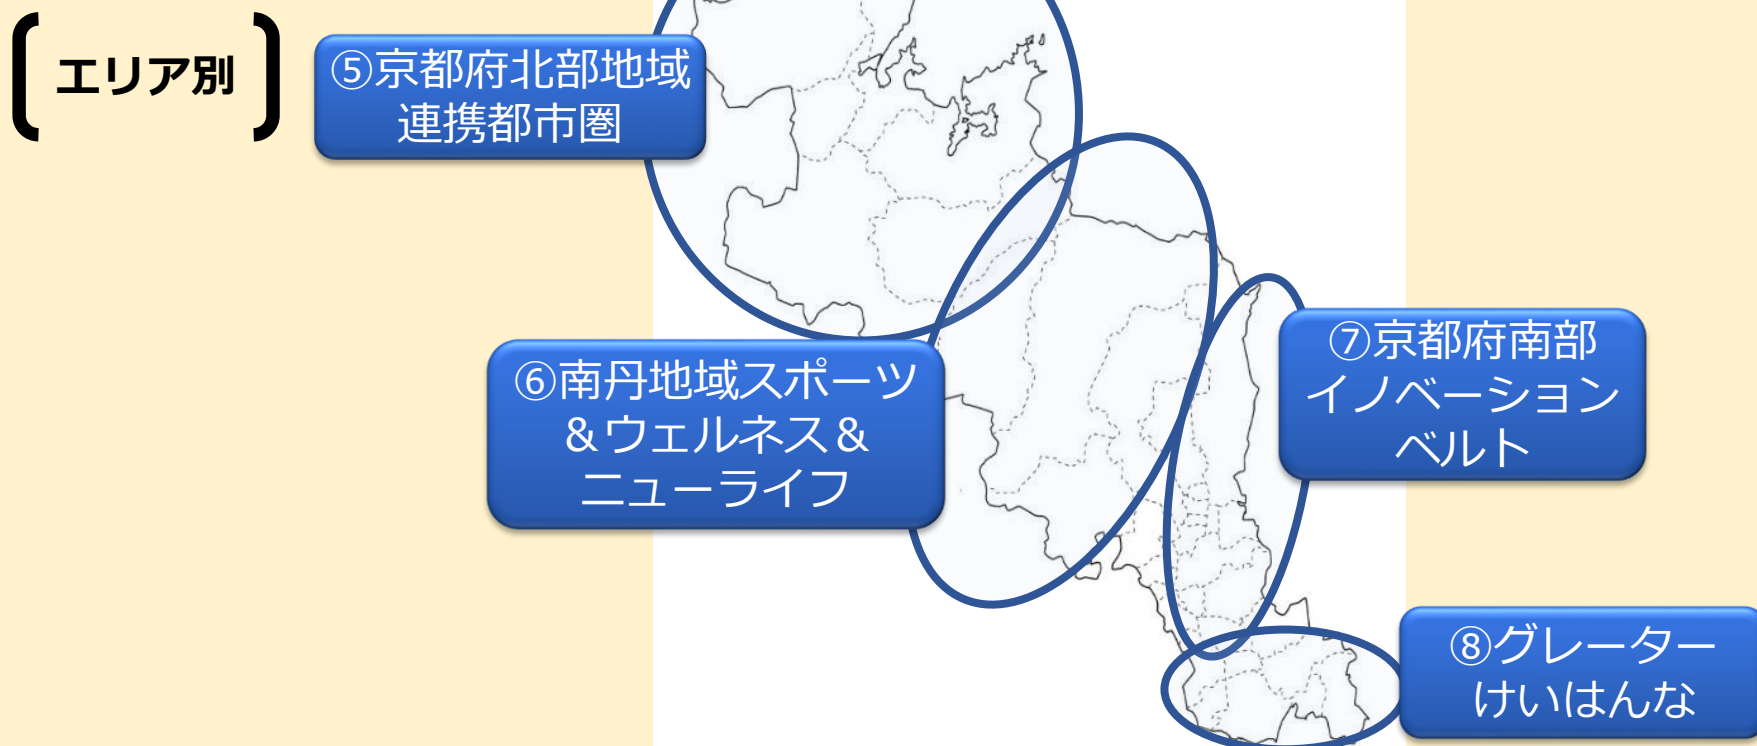 エリア別
⑤京都府北部地域
連携都市圏
⑥南丹地域スポーツ
&ウェルネス&
ニューライフ
⑦京都府南部
イノベーション
ベルト
⑧グレーター
けいはんな